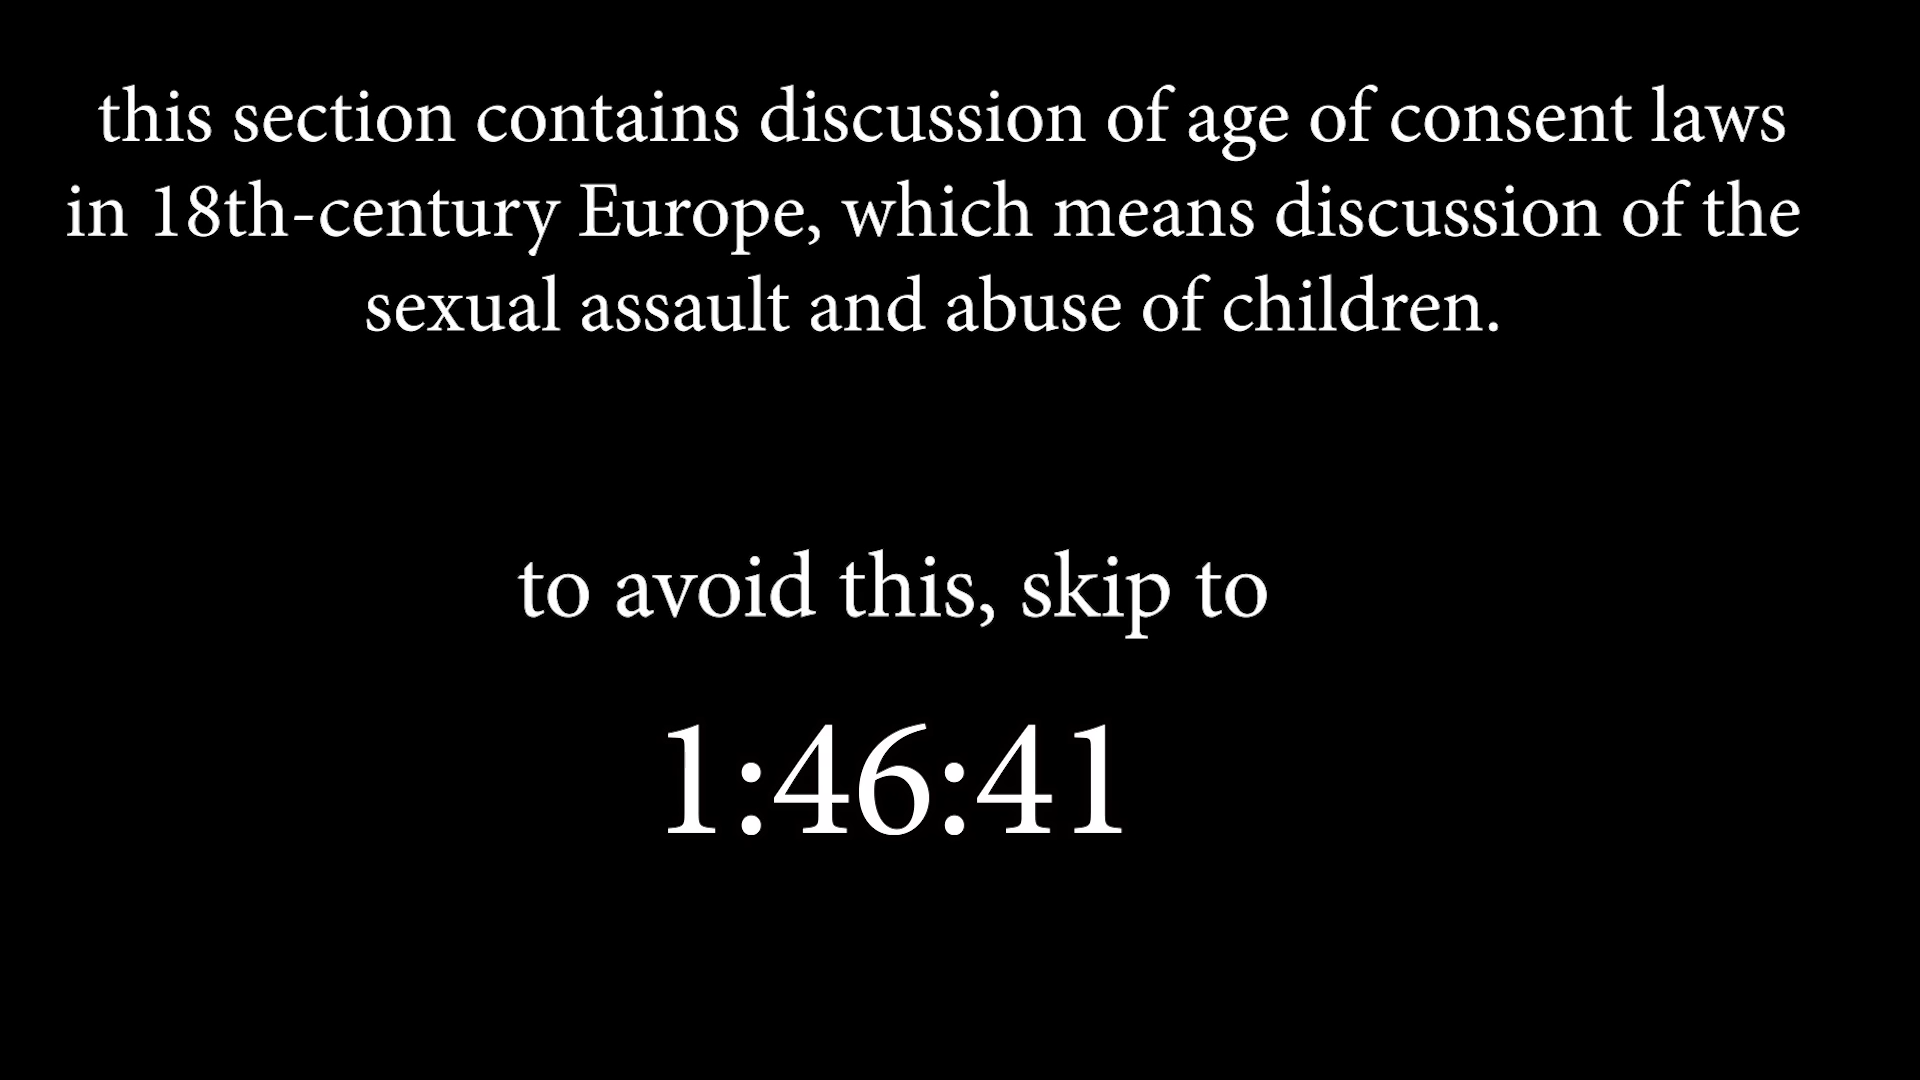 this section contains discussion of age of consent laws
in 18th-century Europe, which means discussion of the
sexual assault and abuse of children.
to avoid this, skip to
1:46:41